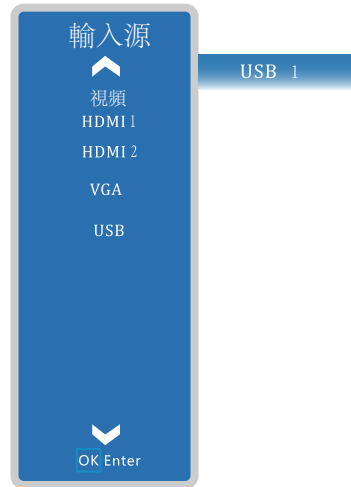 輸入源
USB 1
視頻
HDMI 1
HDMI 2
VGA
USB
OK Enter